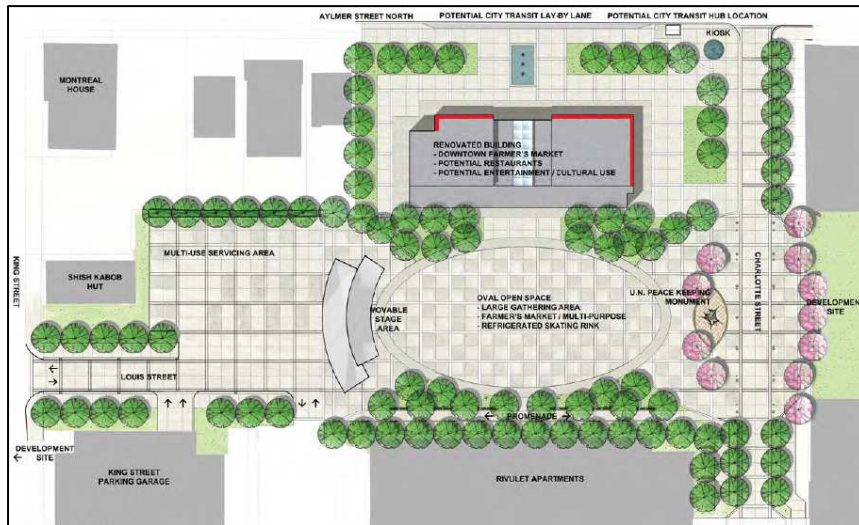 AYLMER STREET NORTH
POTENTIAL CITY TRANSIT LAY-BY LANE
POTENTIAL CITY TRANSIT HUB LOCATION
KIOSK
MONTREAL
HOUSE
RENOVATED BUILDING
- DOWNTOWN FARMER'S MARKET
- POTENTIAL RESTAURANTS
- POTENTIAL ENTERTAINMENT / CULTURAL USE
MULTI-USE SERVICING AREA
KING STREET
SHISH KABOB
HUT
MOVABLE
STAGE
AREA
OVAL OPEN SPACE
- LARGE GATHERING AREA
- FARMER'S MARKET / MULTI-PURPOSE
- REFRIGERATED SKATING RINK
U.N. PEACE KEEPING
MONUMENT
CHARLOTTE STREET
DEVELOPMENT
SITE
LOUIS STREET
PROMENADE
DEVELOPMENT
SITE
KING STREET
PARKING GARAGE
RIVULET APARTMENTS